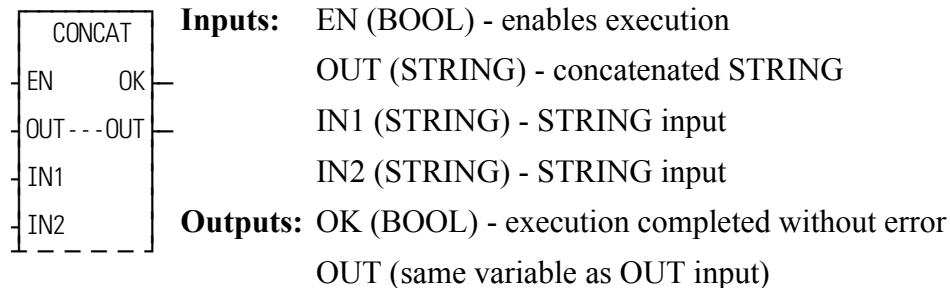 CONCAT
EN OK
OUT---OUT
IN1
IN2
Inputs: EN (BOOL) - enables execution
OUT (STRING) - concatenated STRING
IN1 (STRING) - STRING input
IN2 (STRING) - STRING input
Outputs: OK (BOOL) - execution completed without error
OUT (same variable as OUT input)